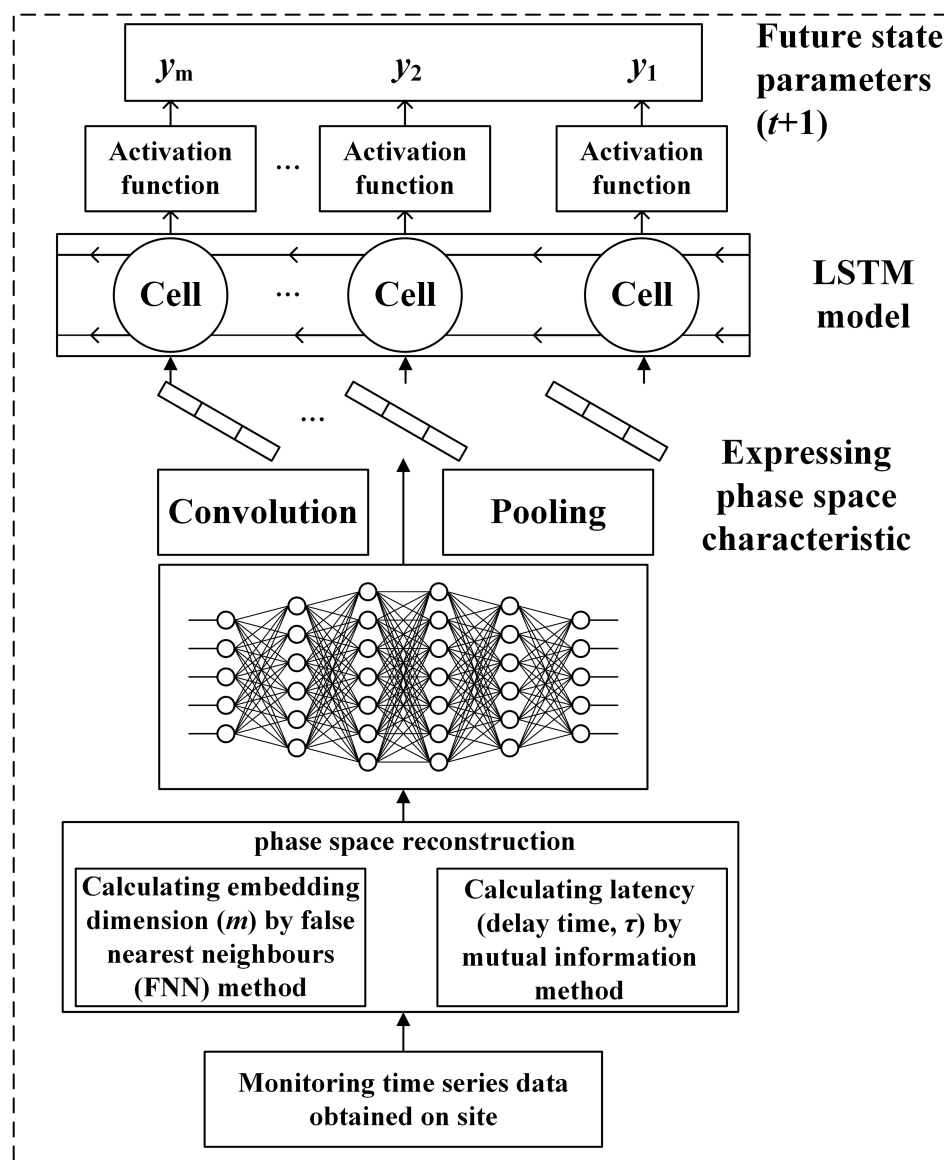 Future state
parameters
(t+1)
ym
y2
y1
Activation
function
...
Activation
function
Activation
function
LSTM
model
Cell
...
Cell
Cell
...
Expressing
phase space
characteristic
Convolution
Pooling
phase space reconstruction
Calculating embedding
dimension (m) by false
nearest neighbours
(FNN) method
Calculating latency
(delay time, τ) by
mutual information
method
Monitoring time series data
obtained on site